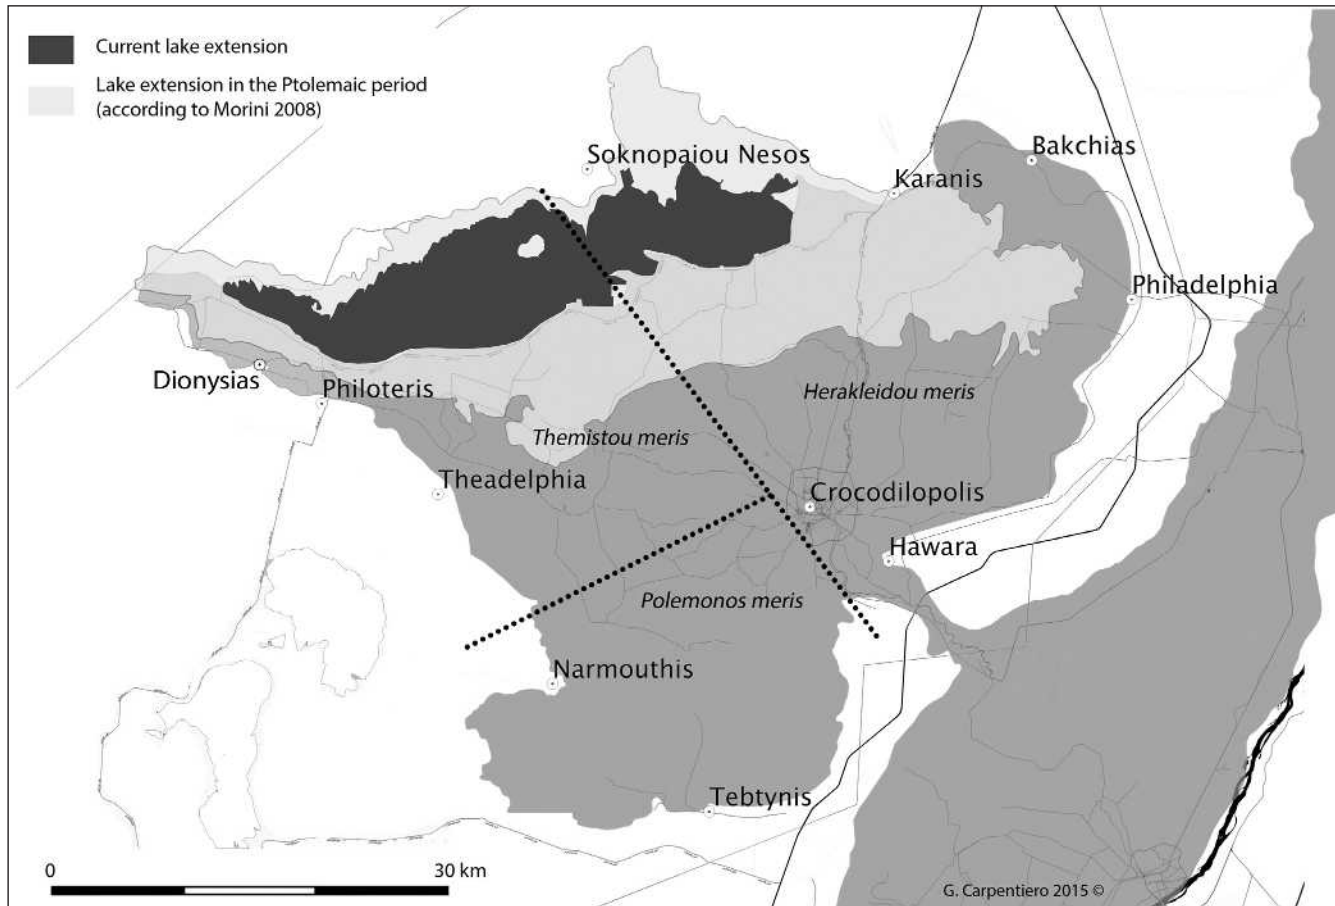 Current lake extension
Lake extension in the Ptolemaic period
(according to Morini 2008)
Soknopaiou Nesos
Bakchias
Karanis
Philadelphia
Dionysias
Philoteris
Herakleidou meris
Themistou meris
Theadelphia
Crocodilopolis
Hawara
Polemonos meris
Narmouthis
Tebtynis
0 30 km
G. Carpentiero 2015 ©